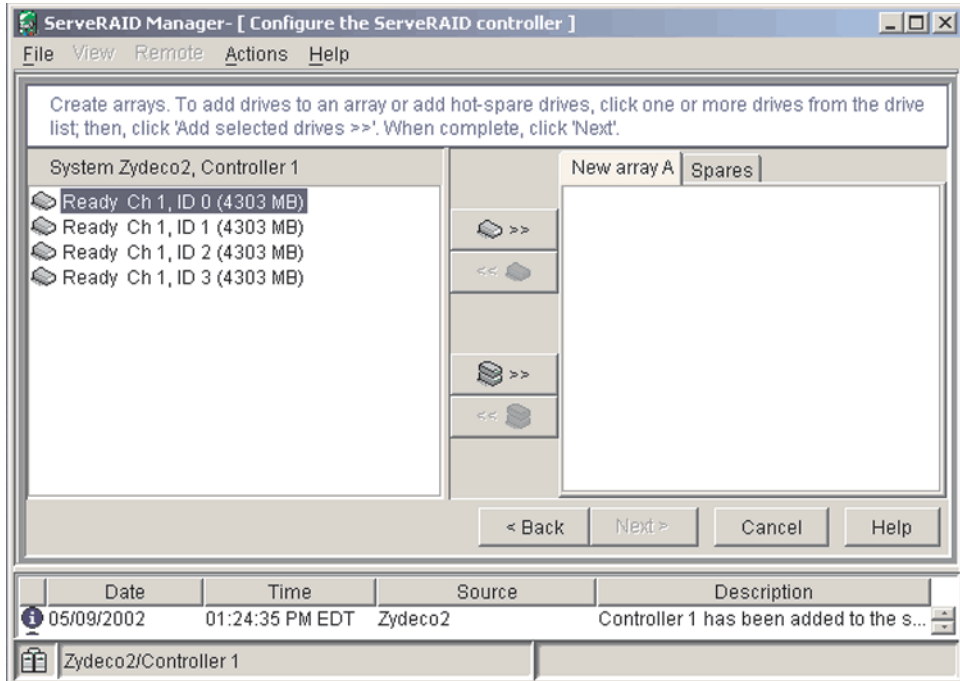 ServeRAID Manager- [ Configure the ServeRAID controller ]
File View Remote Actions Help
Create arrays. To add drives to an array or add hot-spare drives, click one or more drives from the drive
list; then, click 'Add selected drives >>'. When complete, click 'Next'.
System Zydeco2, Controller 1
New array A Spares
Ready Ch 1, ID 0 (4303 MB)
Ready Ch 1, ID 1 (4303 MB)
Ready Ch 1, ID 2 (4303 MB)
Ready Ch 1, ID 3 (4303 MB)
>>
<<
>>
<<
< Back Next > Cancel Help
Date Time Source Description
05/09/2002 01:24:35 PM EDT Zydeco2 Controller 1 has been added to the s...
Zydeco2/Controller 1